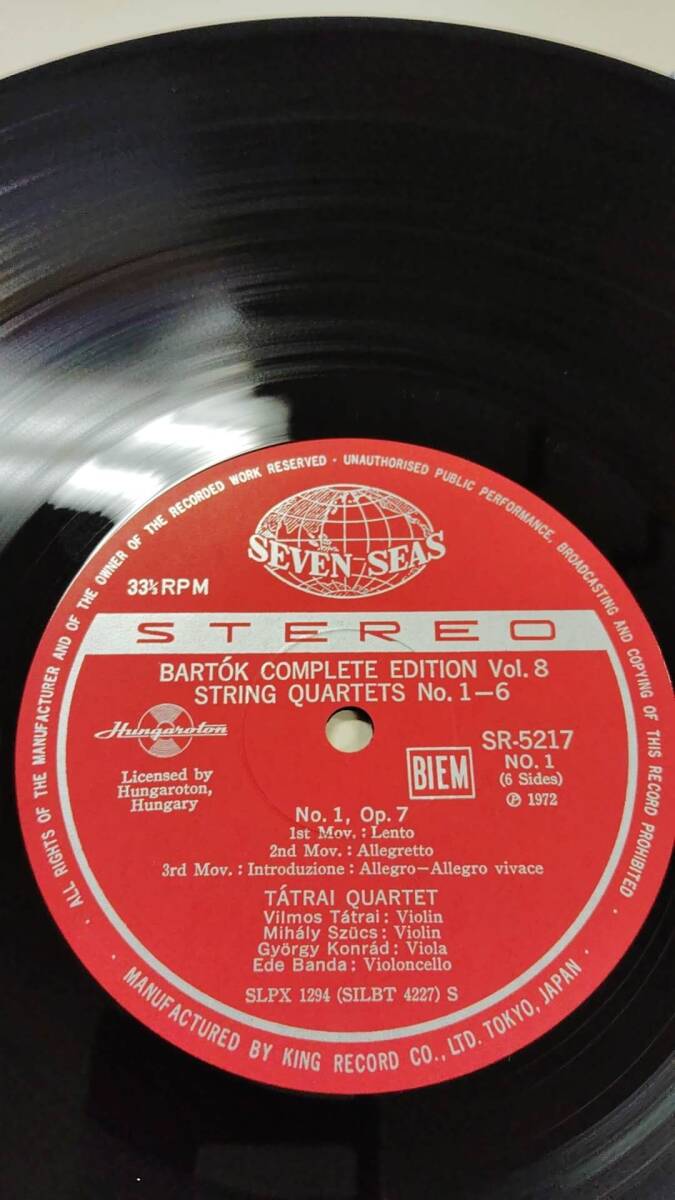 ALL RIGHTS OF THE MANUFACTURER AND OF THE OWNER OF THE RECORDED WORK RESERVED · UNAUTHORISED PUBLIC PERFORMANCE, BROADCASTING AND COPYING OF THIS RECORD PROHIBITED ·
SEVEN SEAS
33⅓ RPM
STEREO
BARTÓK COMPLETE EDITION Vol. 8
STRING QUARTETS No. 1—6
Hungaroton
Licensed by
Hungaroton,
Hungary
BIEM
SR-5217
NO. 1
(6 Sides)
Ⓟ 1972
No. 1, Op. 7
1st Mov.: Lento
2nd Mov.: Allegretto
3rd Mov.: Introduzione: Allegro—Allegro vivace
TÁTRAI QUARTET
Vilmos Tátrai: Violin
Mihály Szücs: Violin
György Konrád: Viola
Ede Banda: Violoncello
SLPX 1294 (SILBT 4227) S
· MANUFACTURED BY KING RECORD CO., LTD. TOKYO, JAPAN ·